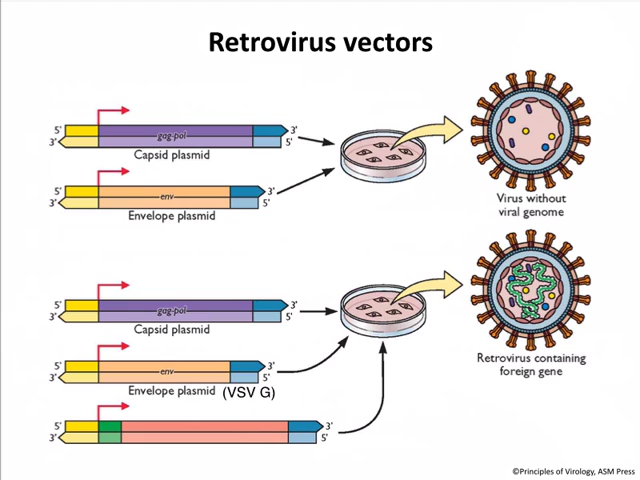 Retrovirus vectors
5' 3'
gag-pol
3' 5'
Capsid plasmid
5' 3'
env
3' 5'
Envelope plasmid
Virus without
viral genome
5' 3'
gag-pol
3' 5'
Capsid plasmid
5' 3'
env
3' 5'
Envelope plasmid (VSV G)
Retrovirus containing
foreign gene
5' 3'
3' 5'
©Principles of Virology, ASM Press